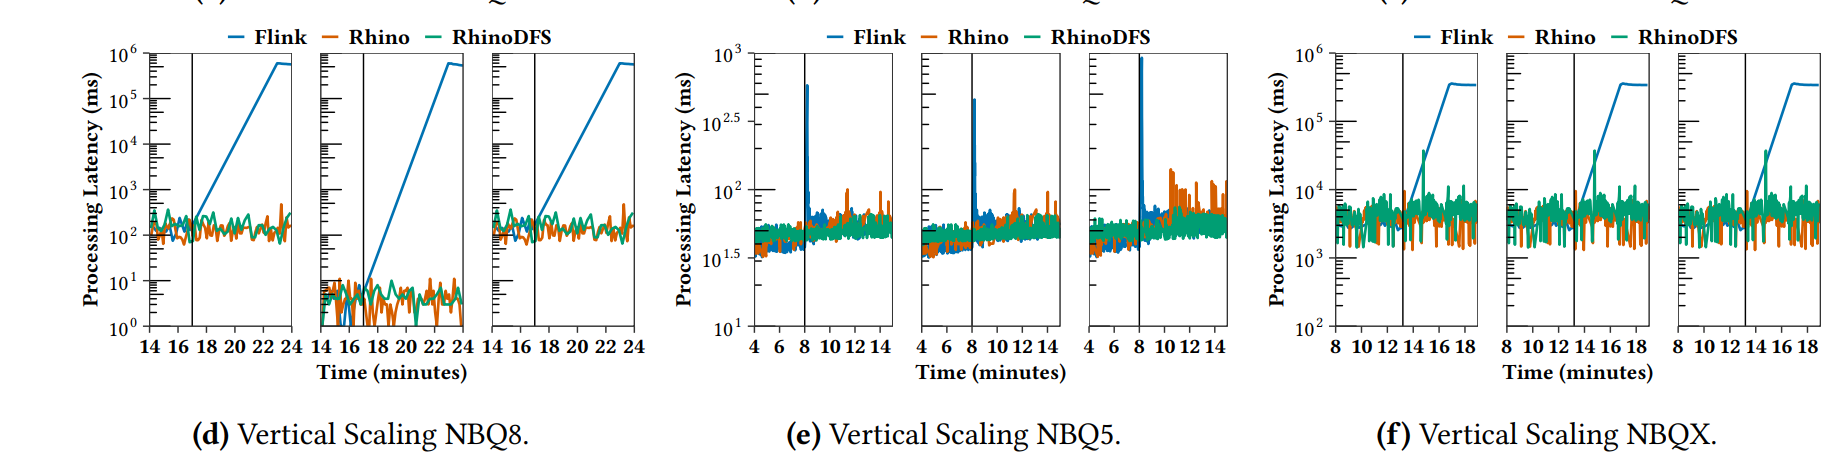 Flink Rhino RhinoDFS
Processing Latency (ms)
10^6
10^5
10^4
10^3
10^2
10^1
10^0
14 16 18 20 22 24
14 16 18 20 22 24
14 16 18 20 22 24
Time (minutes)
(d) Vertical Scaling NBQ8.
Flink Rhino RhinoDFS
Processing Latency (ms)
10^3
10^2.5
10^2
10^1.5
10^1
4 6 8 10 12 14
4 6 8 10 12 14
4 6 8 10 12 14
Time (minutes)
(e) Vertical Scaling NBQ5.
Flink Rhino RhinoDFS
Processing Latency (ms)
10^6
10^5
10^4
10^3
10^2
8 10 12 14 16 18
8 10 12 14 16 18
8 10 12 14 16 18
Time (minutes)
(f) Vertical Scaling NBQX.